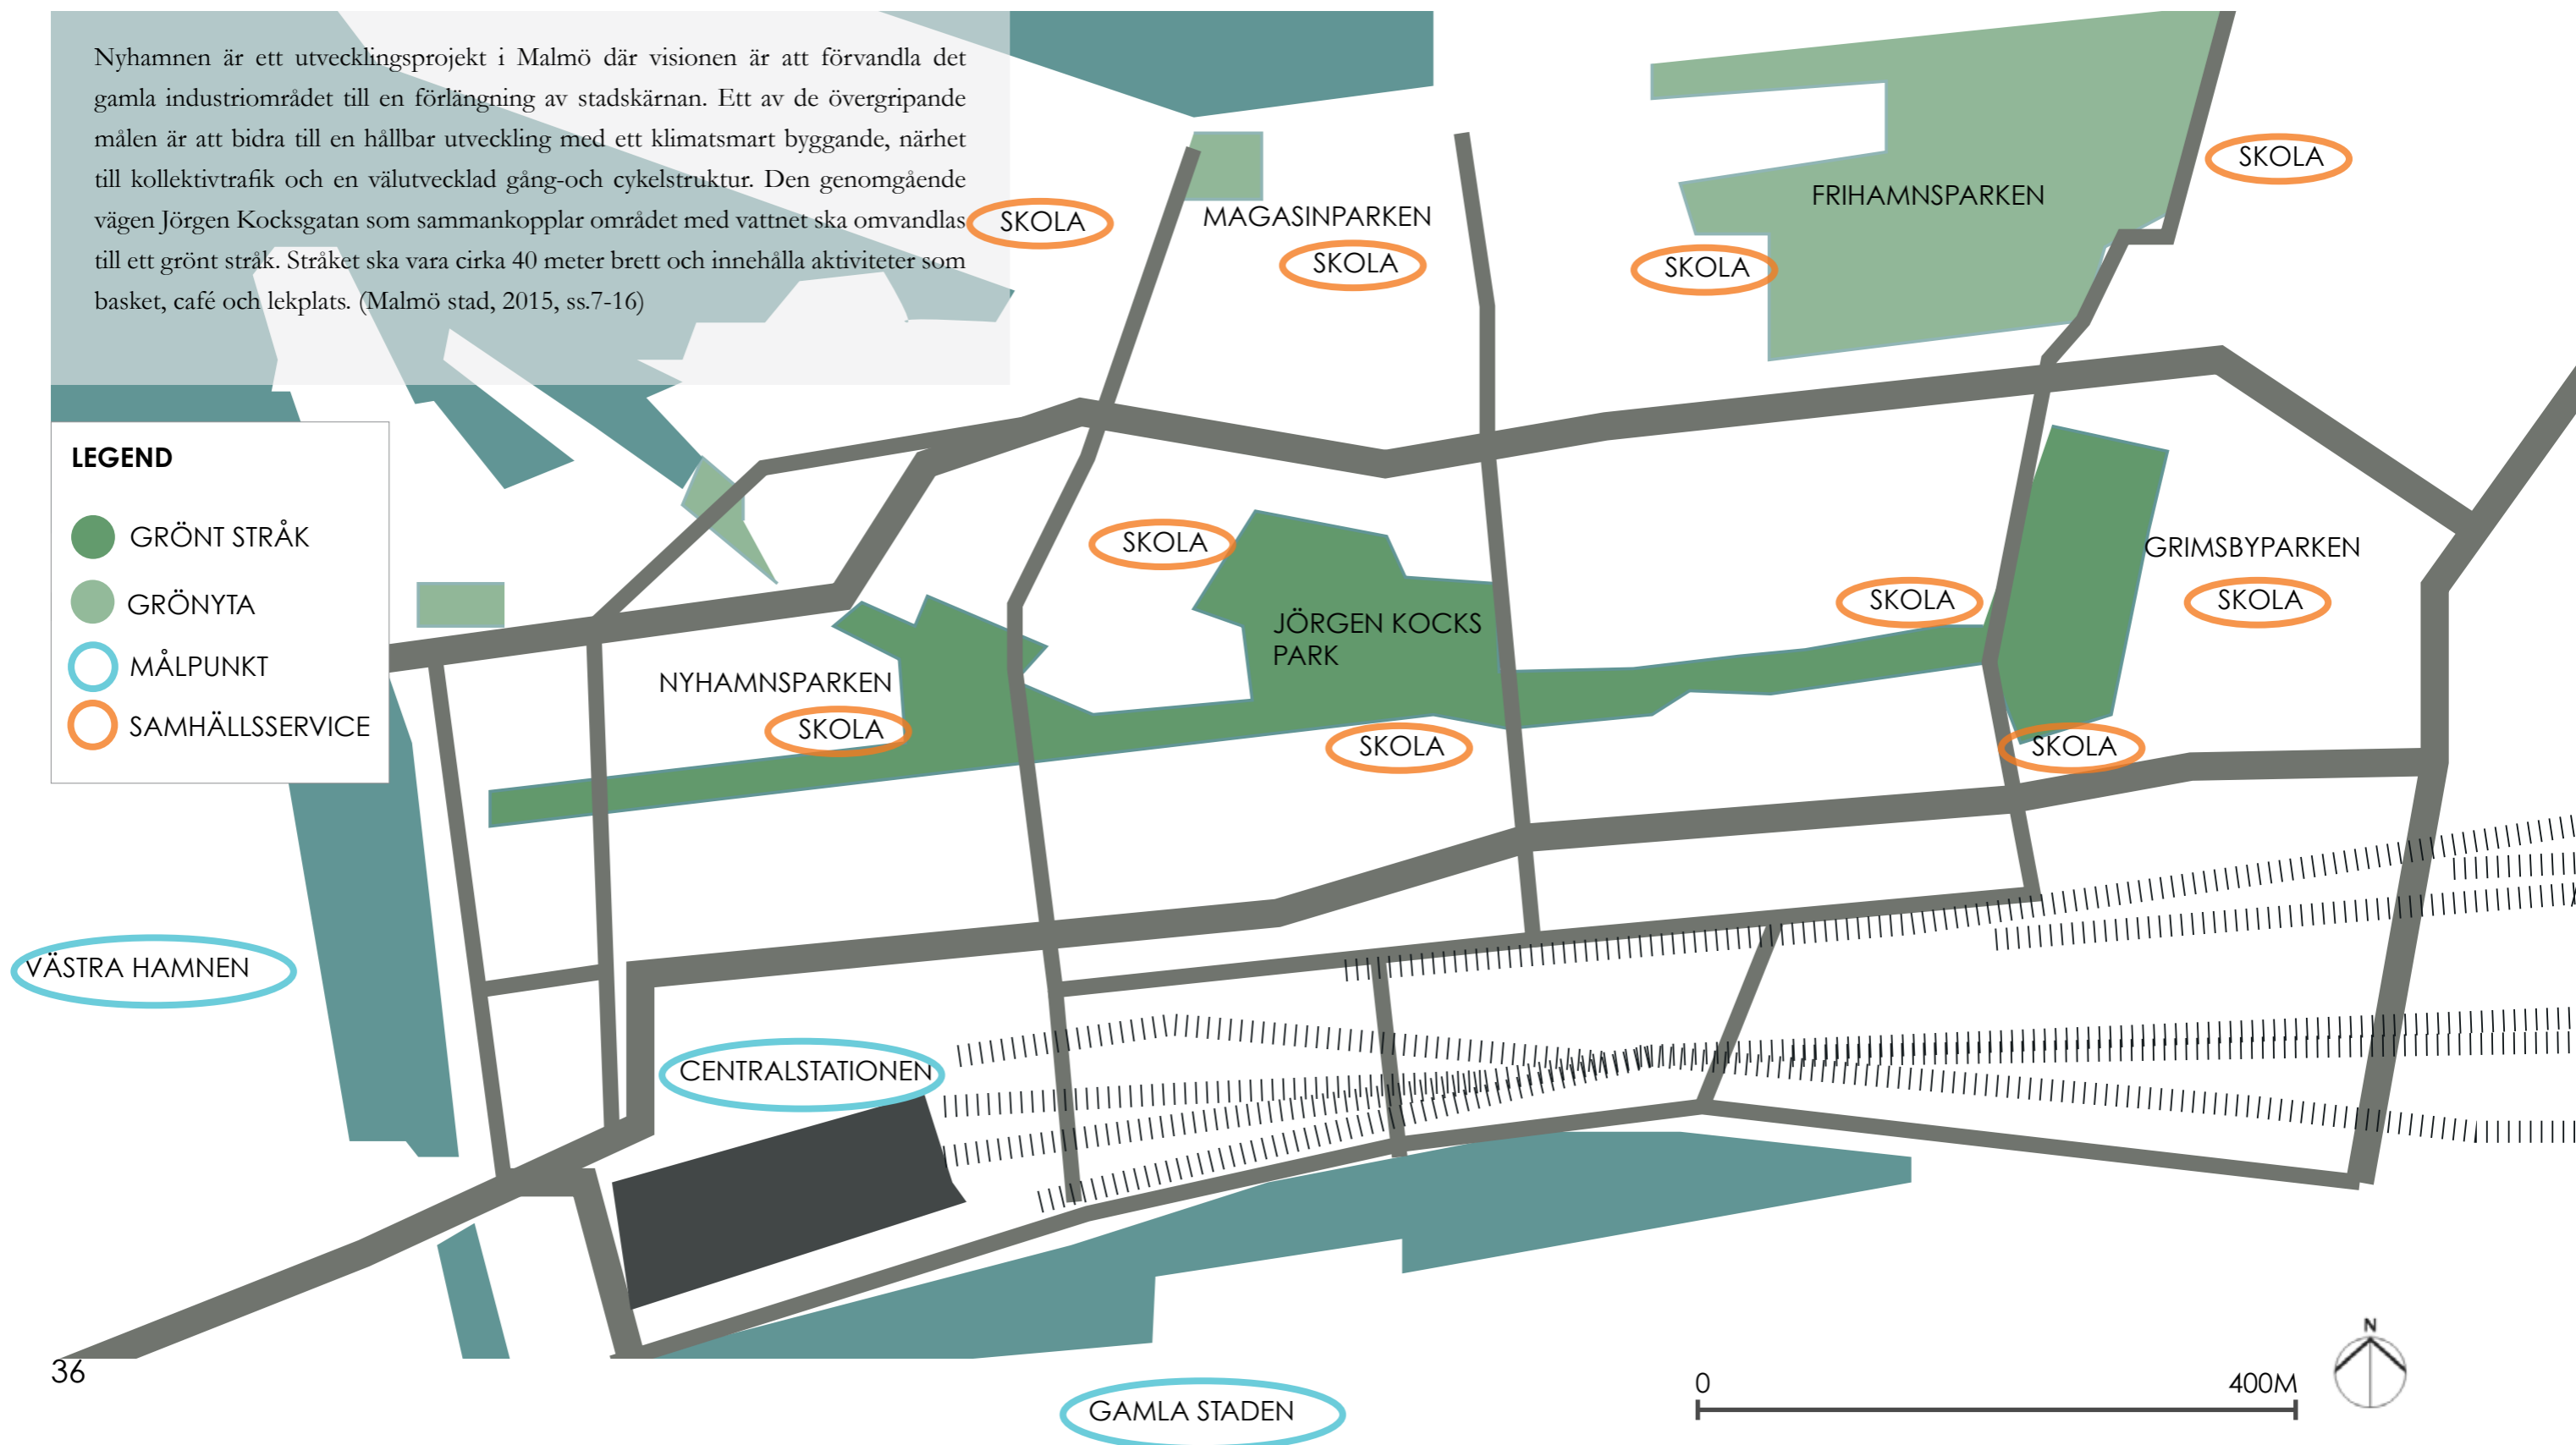 Nyhamnen är ett utvecklingsprojekt i Malmö där visionen är att förvandla det
gamla industriområdet till en förlängning av stadskärnan. Ett av de övergripande
målen är att bidra till en hållbar utveckling med ett klimatsmart byggande, närhet
till kollektivtrafik och en välutvecklad gång-och cykelstruktur. Den genomgående
vägen Jörgen Kocksgatan som sammankopplar området med vattnet ska omvandlas
till ett grönt stråk. Stråket ska vara cirka 40 meter brett och innehålla aktiviteter som
basket, café och lekplats. (Malmö stad, 2015, ss.7-16)
SKOLA
FRIHAMNSPARKEN
SKOLA
MAGASINPARKEN
SKOLA
SKOLA
LEGEND
GRÖNT STRÅK
GRÖNYTA
MÅLPUNKT
SAMHÄLLSSERVICE
SKOLA
GRIMSBYPARKEN
SKOLA
SKOLA
JÖRGEN KOCKS
PARK
NYHAMNSPARKEN
SKOLA
SKOLA
SKOLA
VÄSTRA HAMNEN
CENTRALSTATIONEN
36
GAMLA STADEN
0
400M
N